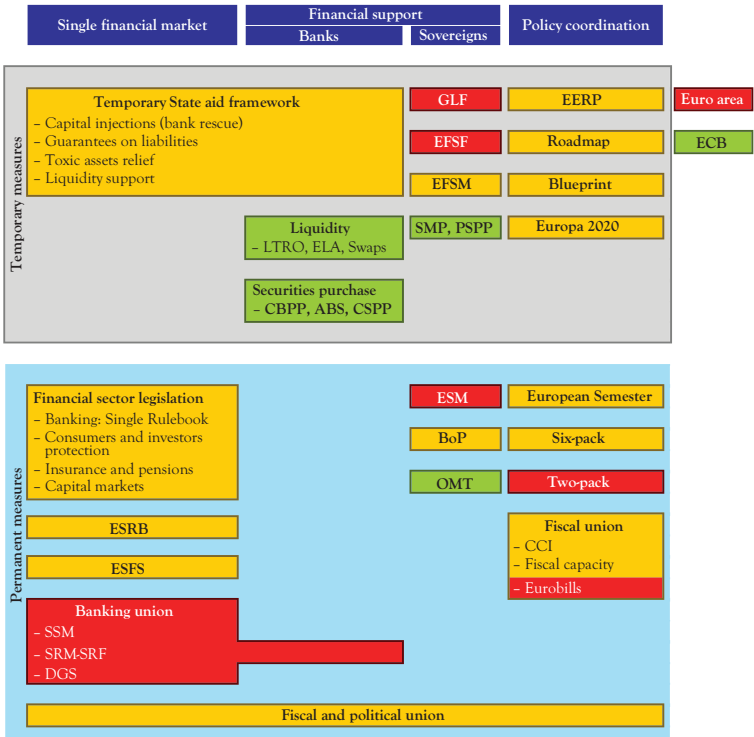 Single financial market
Financial support
Banks
Sovereigns
Policy coordination
Temporary measures
Temporary State aid framework
– Capital injections (bank rescue)
– Guarantees on liabilities
– Toxic assets relief
– Liquidity support
GLF
EERP
Euro area
EFSF
Roadmap
ECB
EFSM
Blueprint
Liquidity
– LTRO, ELA, Swaps
SMP, PSPP
Europa 2020
Securities purchase
– CBPP, ABS, CSPP
Permanent measures
Financial sector legislation
– Banking: Single Rulebook
– Consumers and investors
protection
– Insurance and pensions
– Capital markets
ESM
European Semester
BoP
Six-pack
OMT
Two-pack
ESRB
ESFS
Fiscal union
– CCI
– Fiscal capacity
– Eurobills
Banking union
– SSM
– SRM-SRF
– DGS
Fiscal and political union